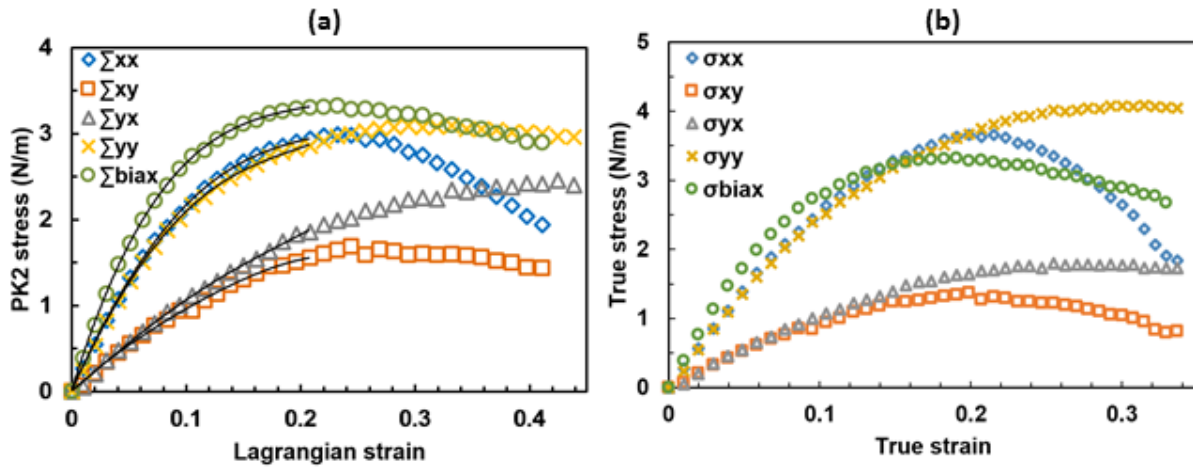 (a)
4
3
2
1
0
0
0.1
0.2
0.3
0.4
PK2 stress (N/m)
Lagrangian strain
∑xx
∑xy
∑yx
∑yy
∑biax
(b)
5
4
3
2
1
0
0
0.1
0.2
0.3
True stress (N/m)
True strain
σxx
σxy
σyx
σyy
σbiax